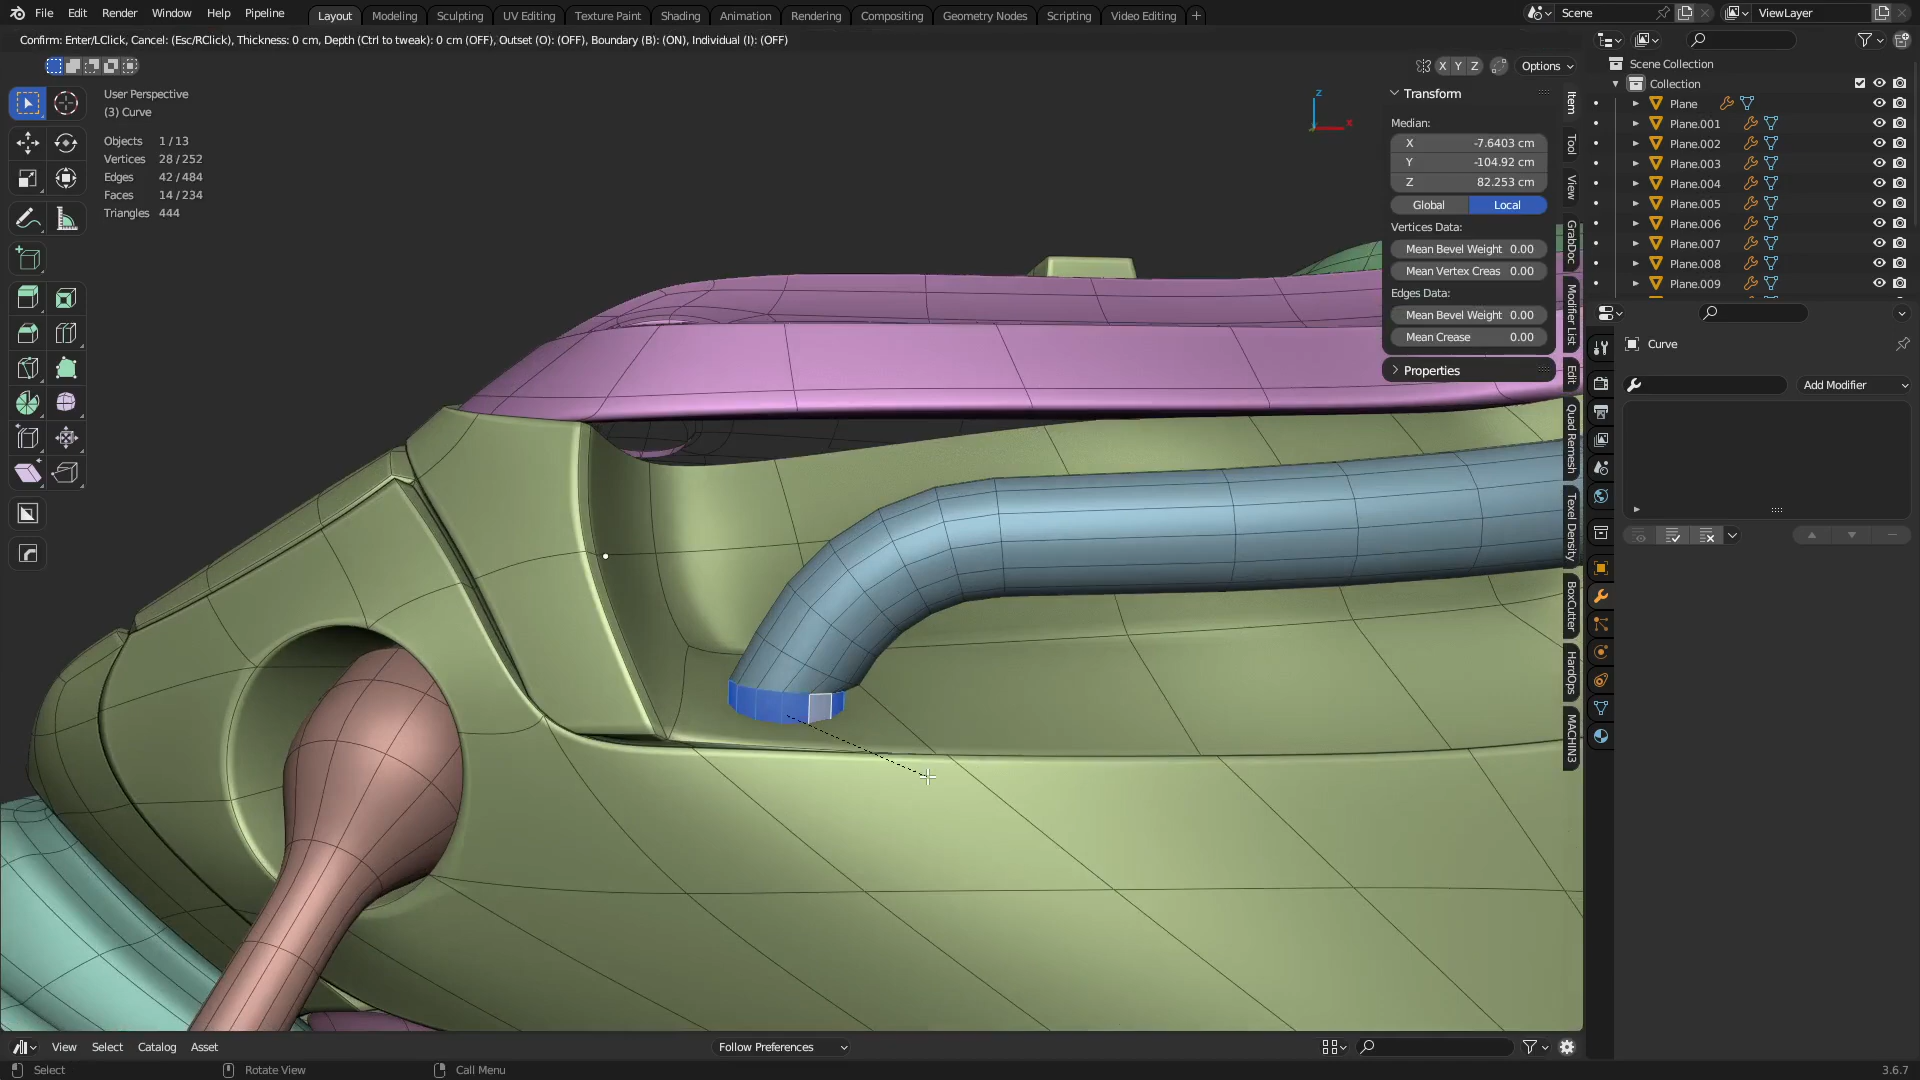 File Edit Render Window Help Pipeline
Layout Modeling Sculpting UV Editing Texture Paint Shading Animation Rendering Compositing Geometry Nodes Scripting Video Editing +
Scene
ViewLayer
Confirm: Enter/LClick, Cancel: (Esc/RClick), Thickness: 0 cm, Depth (Ctrl to tweak): 0 cm (OFF), Outset (O): (OFF), Boundary (B): (ON), Individual (I): (OFF)
X Y Z Options
User Perspective
(3) Curve
Objects 1 / 13
Vertices 28 / 252
Edges 42 / 484
Faces 14 / 234
Triangles 444
Z
X
Transform
Median:
X -7.6403 cm
Y -104.92 cm
Z 82.253 cm
Global Local
Vertices Data:
Mean Bevel Weight 0.00
Mean Vertex Creas 0.00
Edges Data:
Mean Bevel Weight 0.00
Mean Crease 0.00
Properties
Item
Tool
View
GrabDoc
Modifier List
Edit
Quad Remesh
Texel Density
BoxCutter
HardOps
MACHIN3
Scene Collection
Collection
Plane
Plane.001
Plane.002
Plane.003
Plane.004
Plane.005
Plane.006
Plane.007
Plane.008
Plane.009
Curve
Add Modifier
View Select Catalog Asset
Follow Preferences
Select
Rotate View
Call Menu
3.6.7